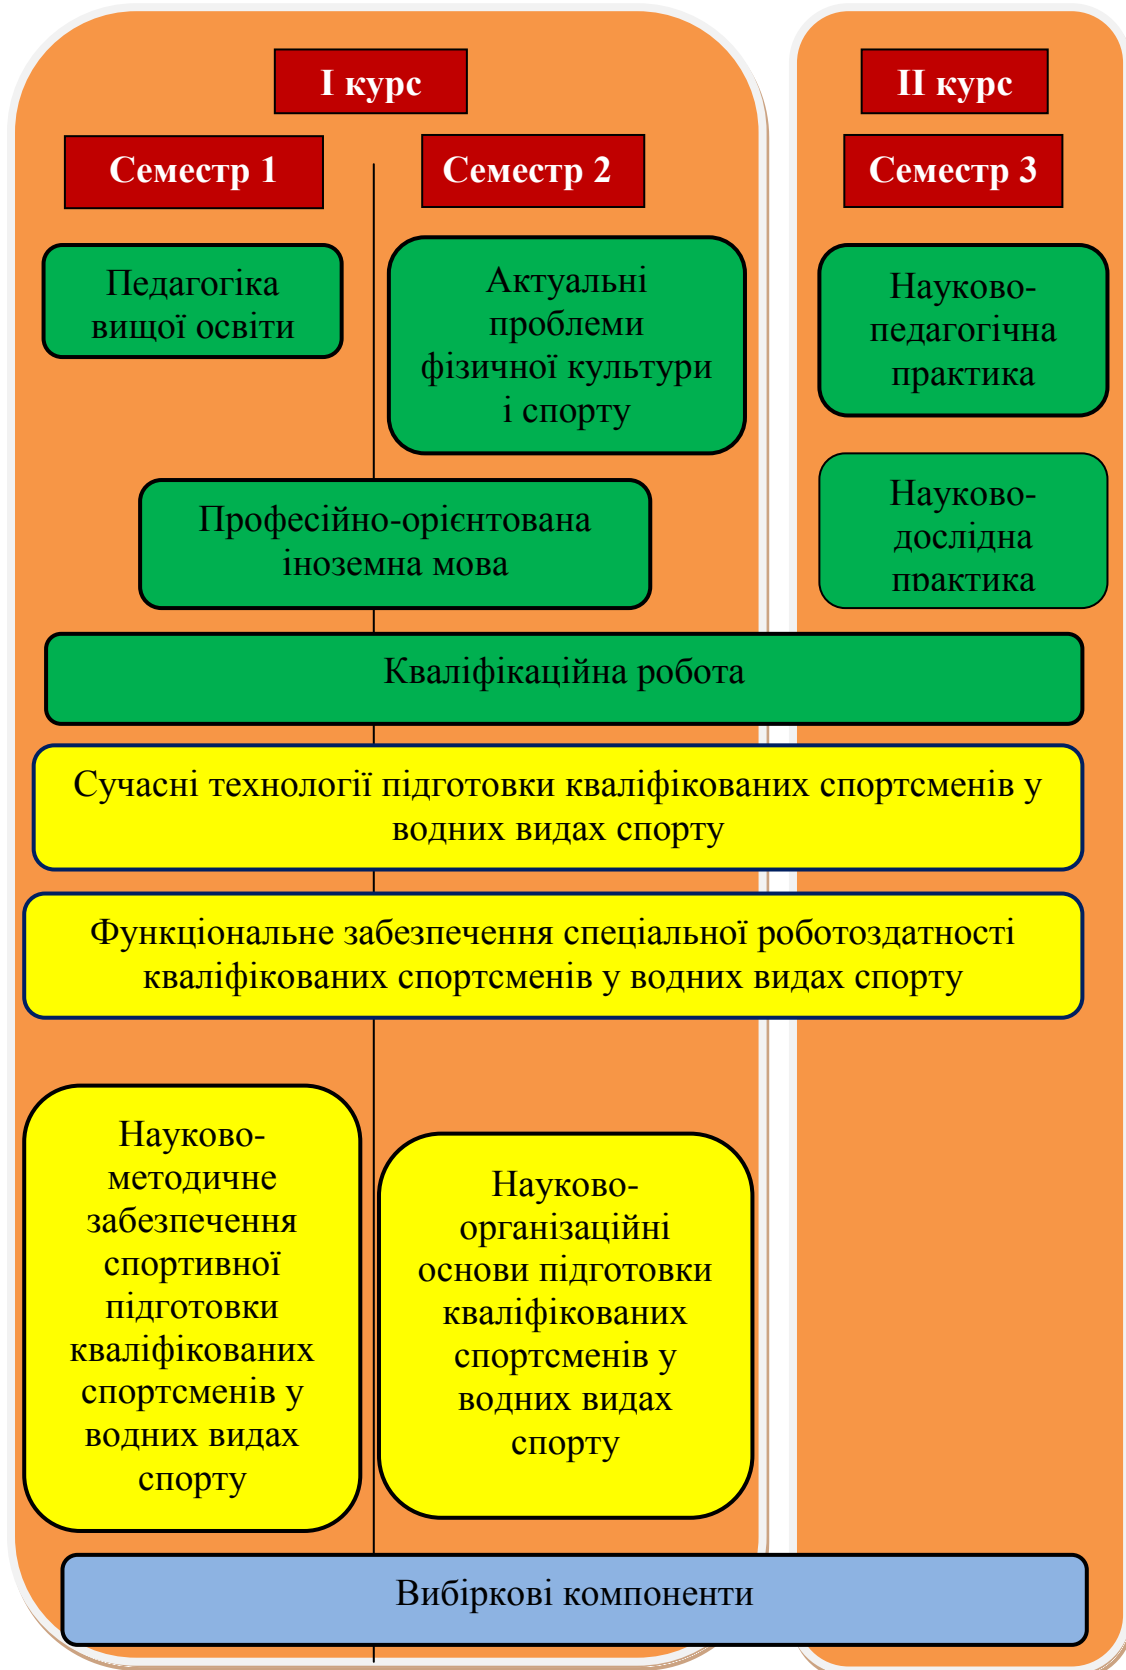 І курс
ІІ курс
Семестр 1
Семестр 2
Семестр 3
Педагогіка
вищої освіти
Актуальні
проблеми
фізичної культури
і спорту
Науково-
педагогічна
практика
Професійно-орієнтована
іноземна мова
Науково-
дослідна
практика
Кваліфікаційна робота
Сучасні технології підготовки кваліфікованих спортсменів у
водних видах спорту
Функціональне забезпечення спеціальної роботоздатності
кваліфікованих спортсменів у водних видах спорту
Науково-
методичне
забезпечення
спортивної
підготовки
кваліфікованих
спортсменів у
водних видах
спорту
Науково-
організаційні
основи підготовки
кваліфікованих
спортсменів у
водних видах
спорту
Вибіркові компоненти